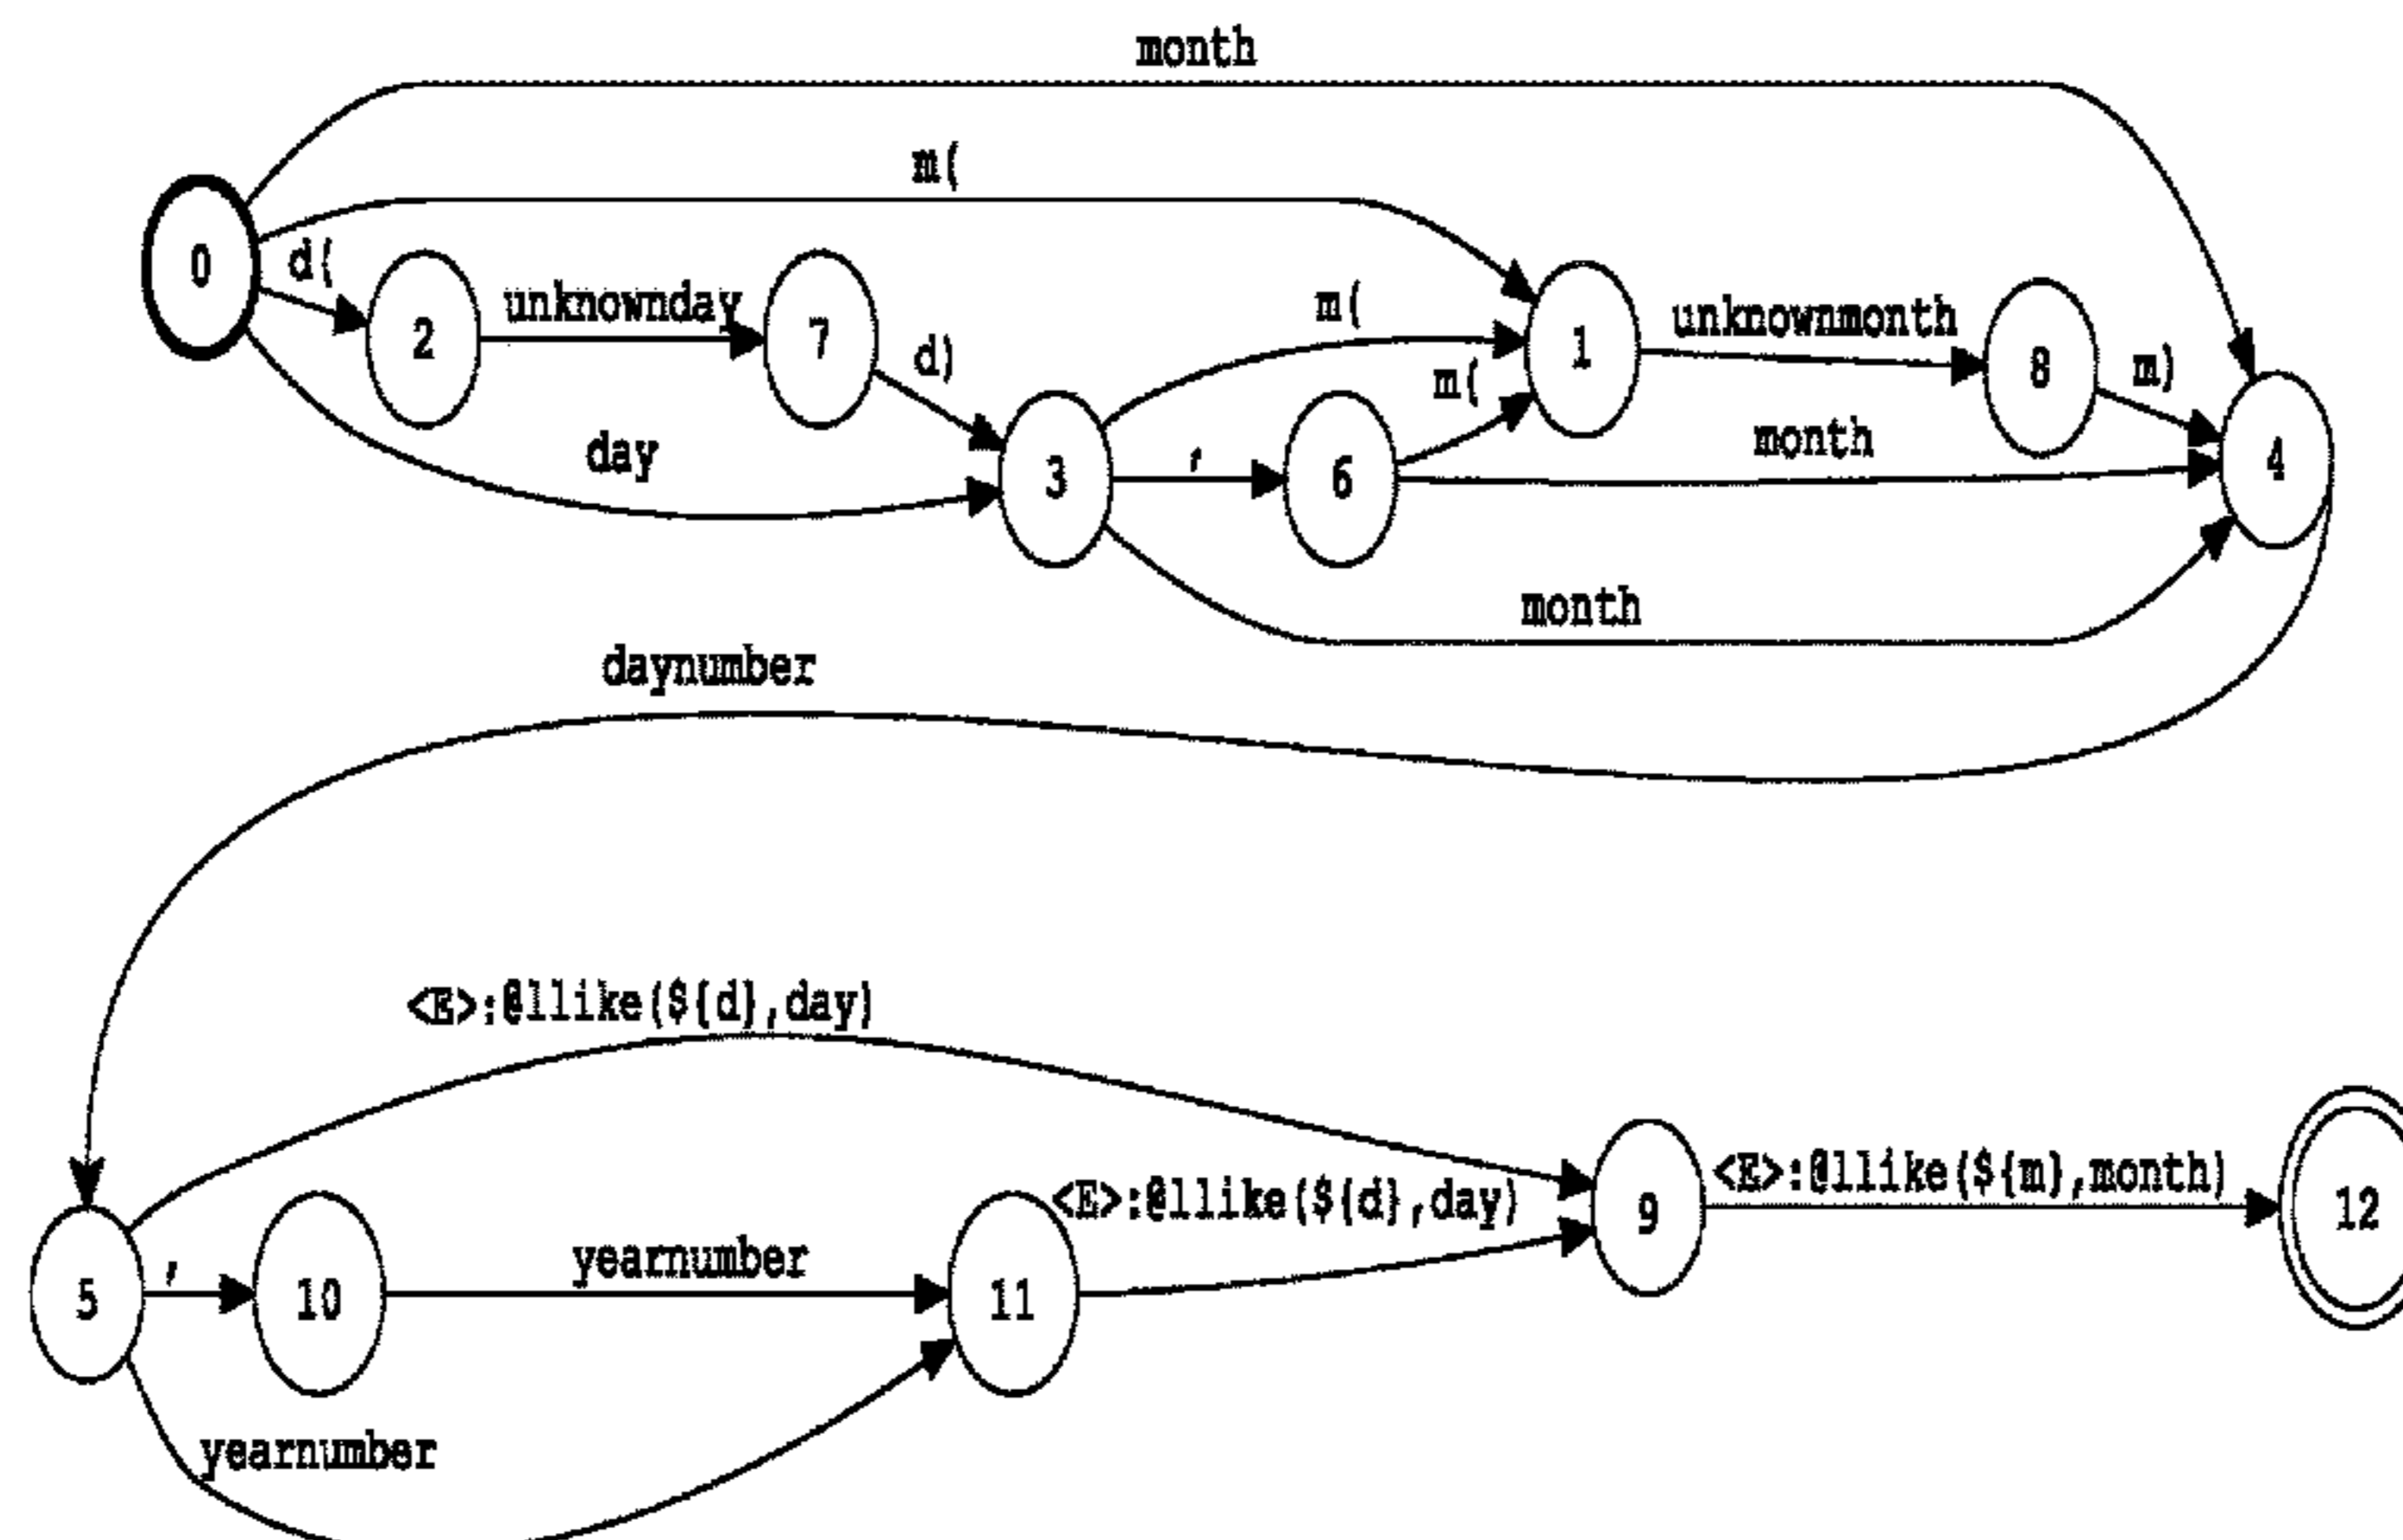 month
m(
0
d(
2
unknownday
7
d)
day
3
m(
,
6
m(
1
unknownmonth
8
m)
month
4
month
daynumber
<E>:@llike(${d},day)
5
,
10
yearnumber
11
<E>:@llike(${d},day)
9
<E>:@llike(${m},month)
12
yearnumber